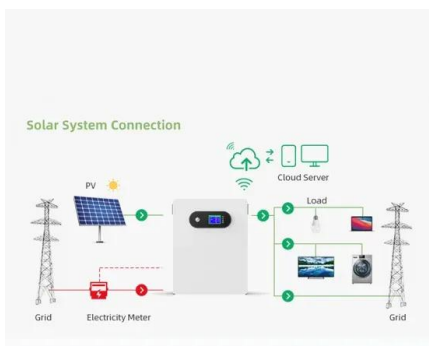 Solar System Connection
Cloud Server
PV
Load
Grid
Electricity Meter
Grid